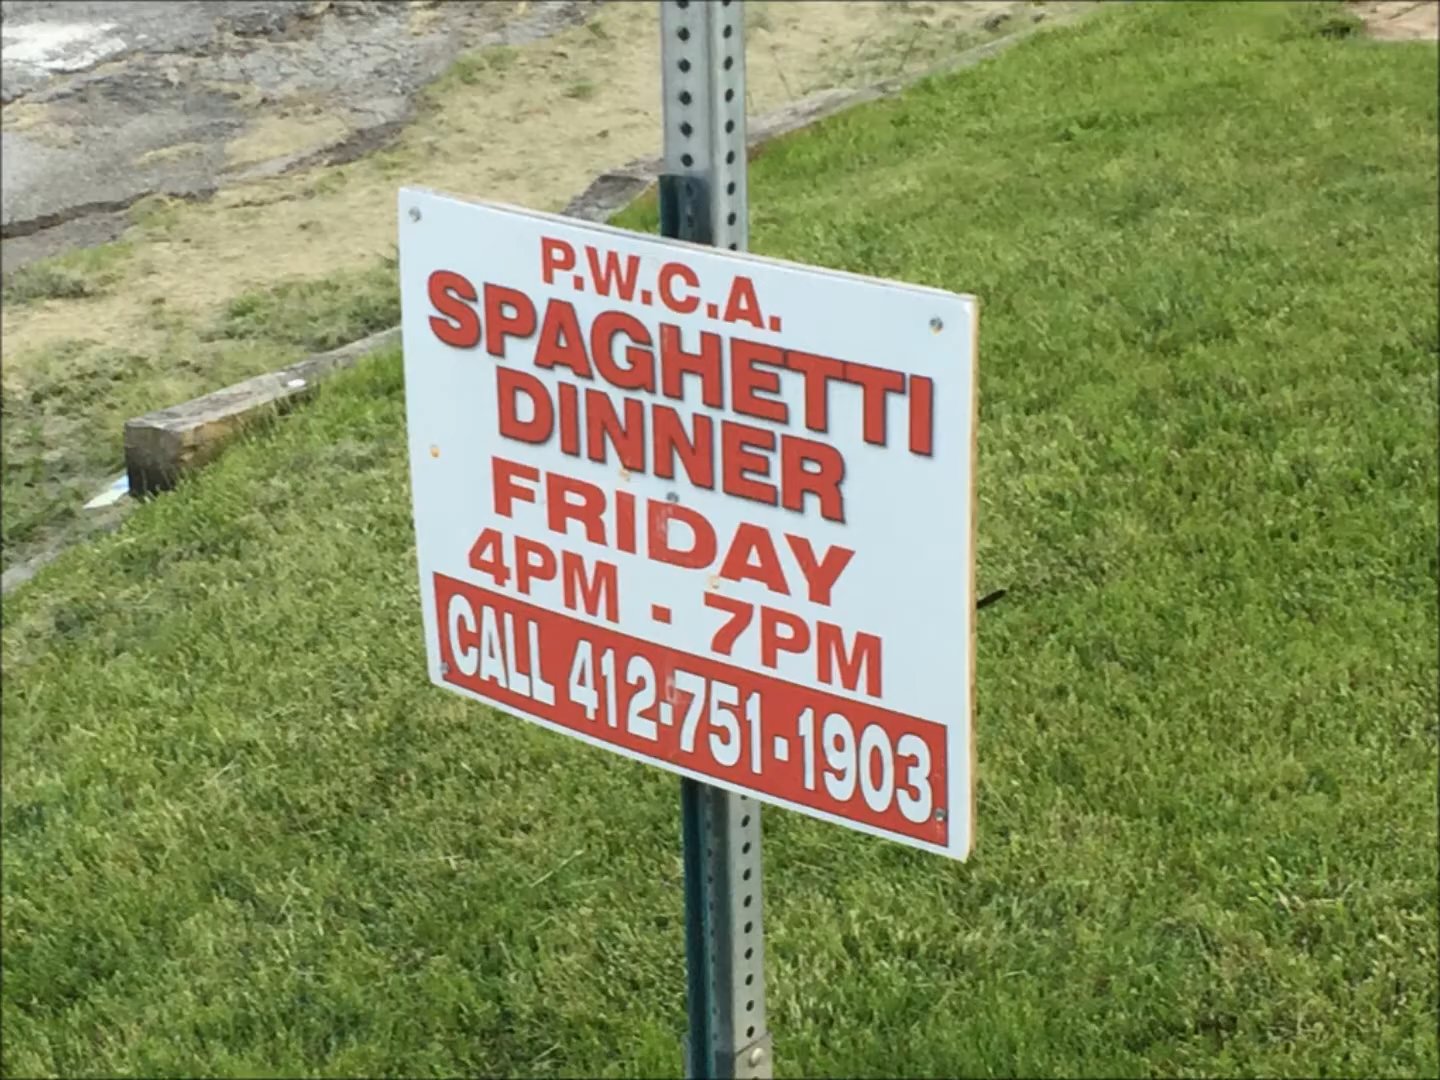 P.W.C.A.
SPAGHETTI
DINNER
FRIDAY
4PM - 7PM
CALL 412-751-1903